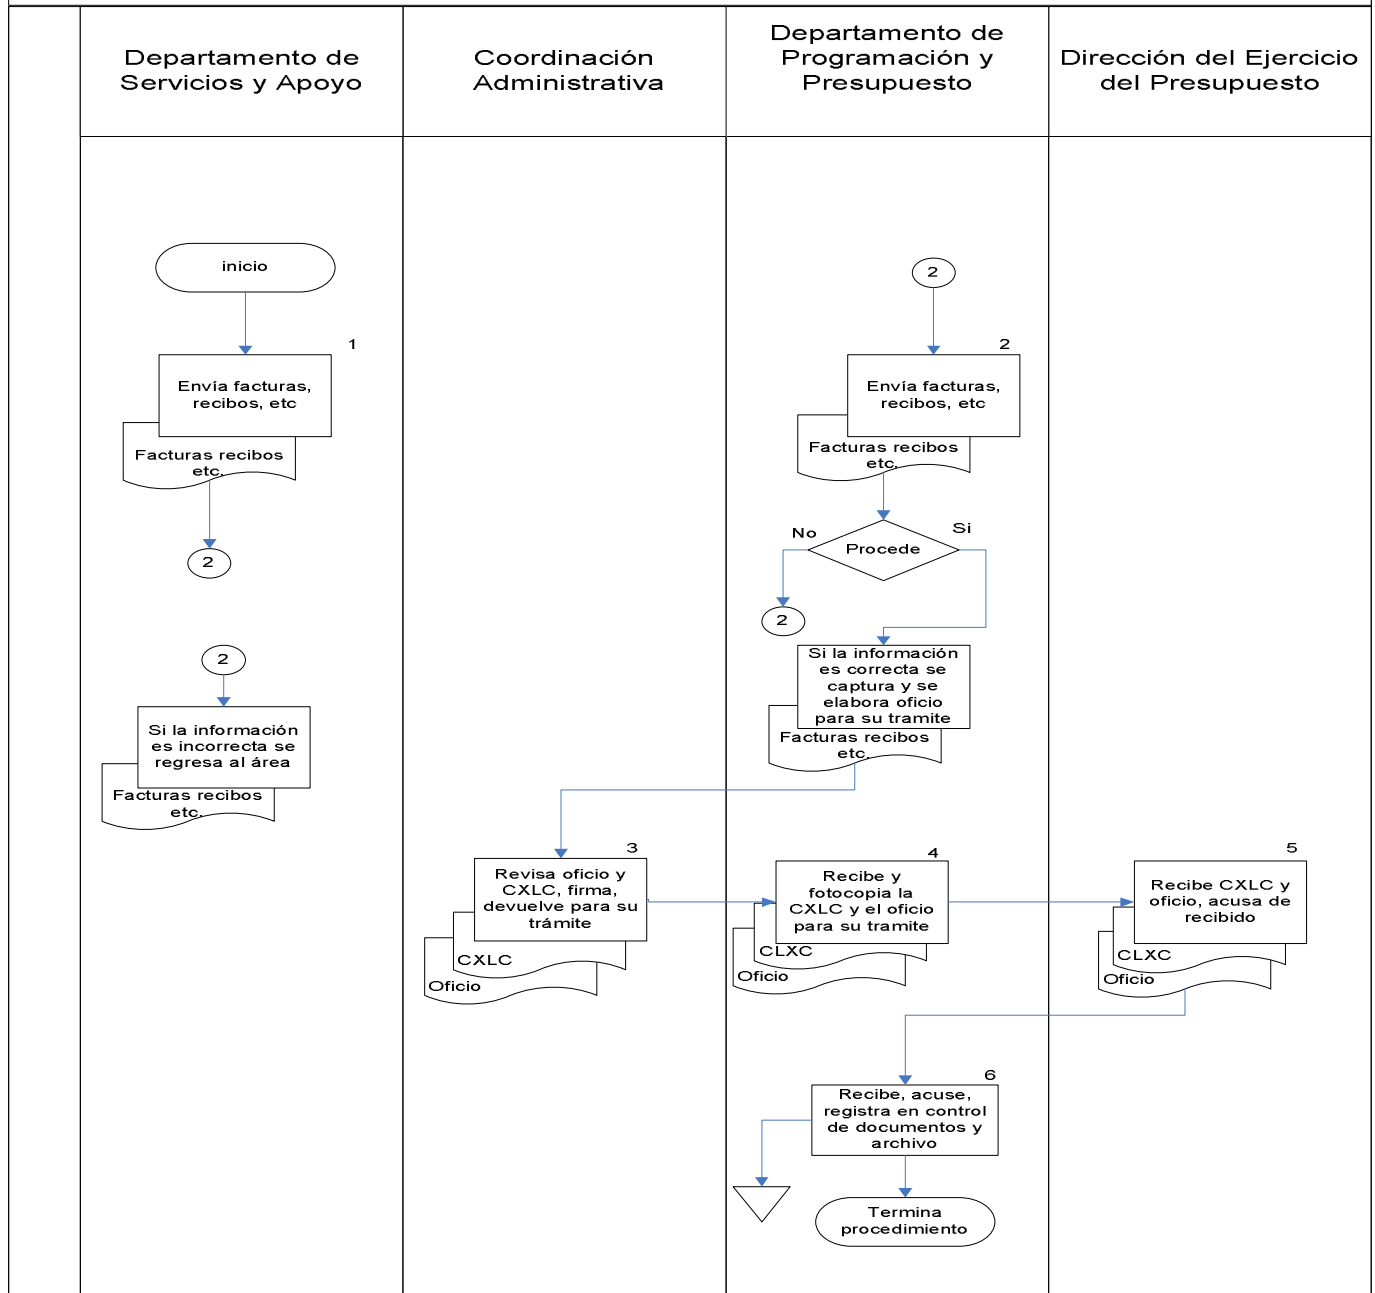 Departamento de
Servicios y Apoyo
Coordinación
Administrativa
Departamento de
Programación y
Presupuesto
Dirección del Ejercicio
del Presupuesto
inicio
1
Envía facturas,
recibos, etc
Facturas recibos
etc.
2
2
Si la información
es incorrecta se
regresa al área
Facturas recibos
etc.
2
2
Envía facturas,
recibos, etc
Facturas recibos
etc.
No
Si
Procede
2
Si la información
es correcta se
captura y se
elabora oficio
para su tramite
Facturas recibos
etc.
3
Revisa oficio y
CXLC, firma,
devuelve para su
trámite
CXLC
Oficio
4
Recibe y
fotocopia la
CXLC y el oficio
para su tramite
CLXC
Oficio
5
Recibe CXLC y
oficio, acusa de
recibido
CLXC
Oficio
6
Recibe, acuse,
registra en control
de documentos y
archivo
Termina
procedimiento